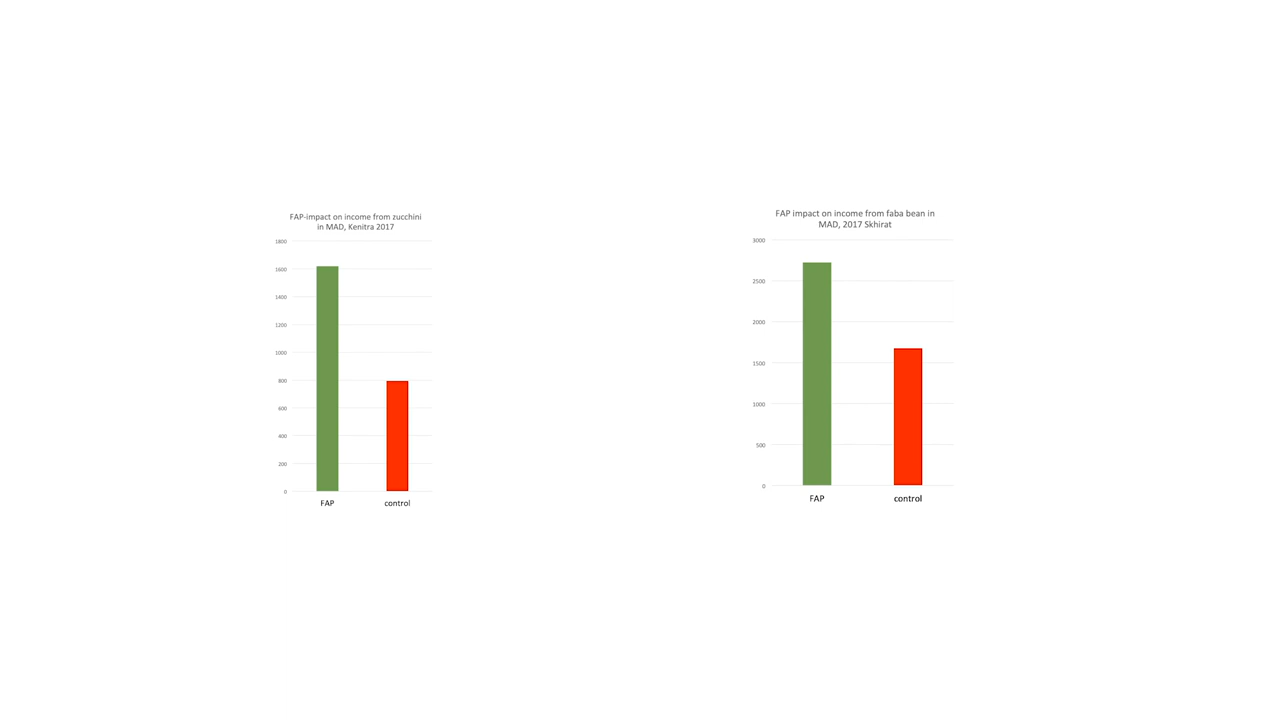 FAP-impact on income from zucchini
in MAD, Kenitra 2017
1800
1600
1400
1200
1000
800
600
400
200
0
FAP control
FAP impact on income from faba bean in
MAD, 2017 Skhirat
3000
2500
2000
1500
1000
500
0
FAP control